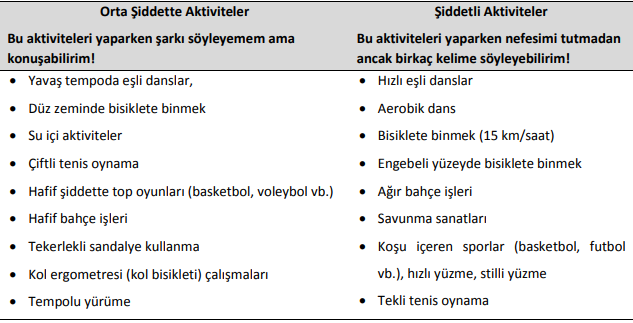 Orta Şiddette Aktiviteler
Bu aktiviteleri yaparken şarkı söyleyemem ama
konuşabilirim!
• Yavaş tempoda eşli danslar,
• Düz zeminde bisiklete binmek
• Su içi aktiviteler
• Çiftli tenis oynama
• Hafif şiddette top oyunları (basketbol, voleybol vb.)
• Hafif bahçe işleri
• Tekerlekli sandalye kullanma
• Kol ergometresi (kol bisikleti) çalışmaları
• Tempolu yürüme
Şiddetli Aktiviteler
Bu aktiviteleri yaparken nefesimi tutmadan
ancak birkaç kelime söyleyebilirim!
• Hızlı eşli danslar
• Aerobik dans
• Bisiklete binmek (15 km/saat)
• Engebeli yüzeyde bisiklete binmek
• Ağır bahçe işleri
• Savunma sanatları
• Koşu içeren sporlar (basketbol, futbol
vb.), hızlı yüzme, stilli yüzme
• Tekli tenis oynama